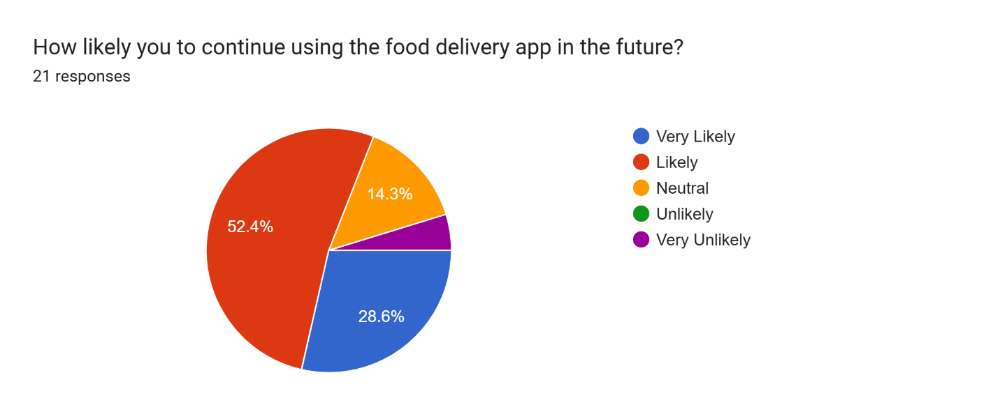 How likely you to continue using the food delivery app in the future?
21 responses
52.4%
14.3%
28.6%
Very Likely
Likely
Neutral
Unlikely
Very Unlikely